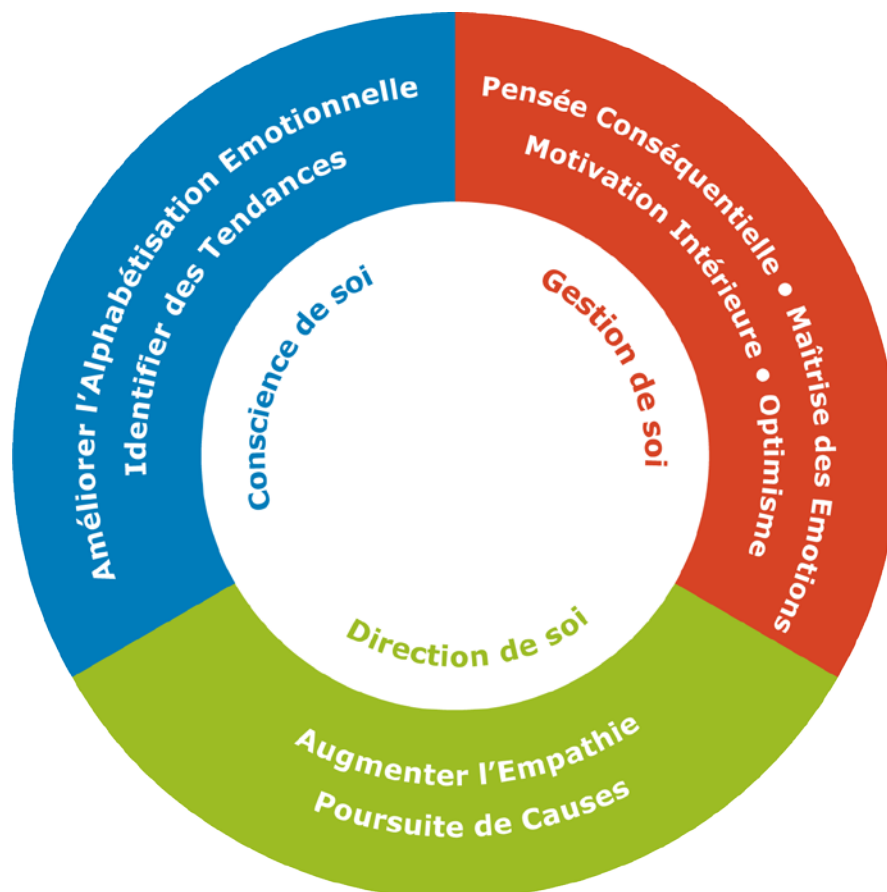 Améliorer l’Alphabétisation Emotionnelle
Identifier des Tendances
Conscience de soi
Pensée Conséquentielle • Maîtrise des Emotions
Motivation Intérieure • Optimisme
Gestion de soi
Direction de soi
Augmenter l’Empathie
Poursuite de Causes